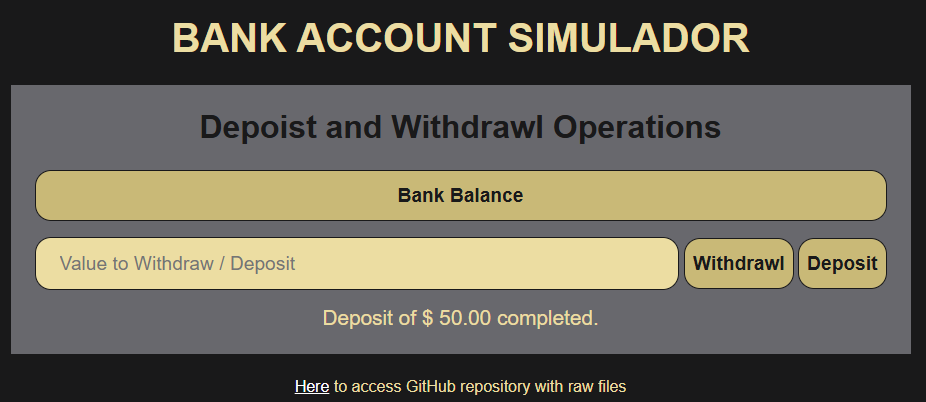 BANK ACCOUNT SIMULADOR
Depoist and Withdrawl Operations
Bank Balance
Value to Withdraw / Deposit Withdrawl Deposit
Deposit of $ 50.00 completed.
Here to access GitHub repository with raw files